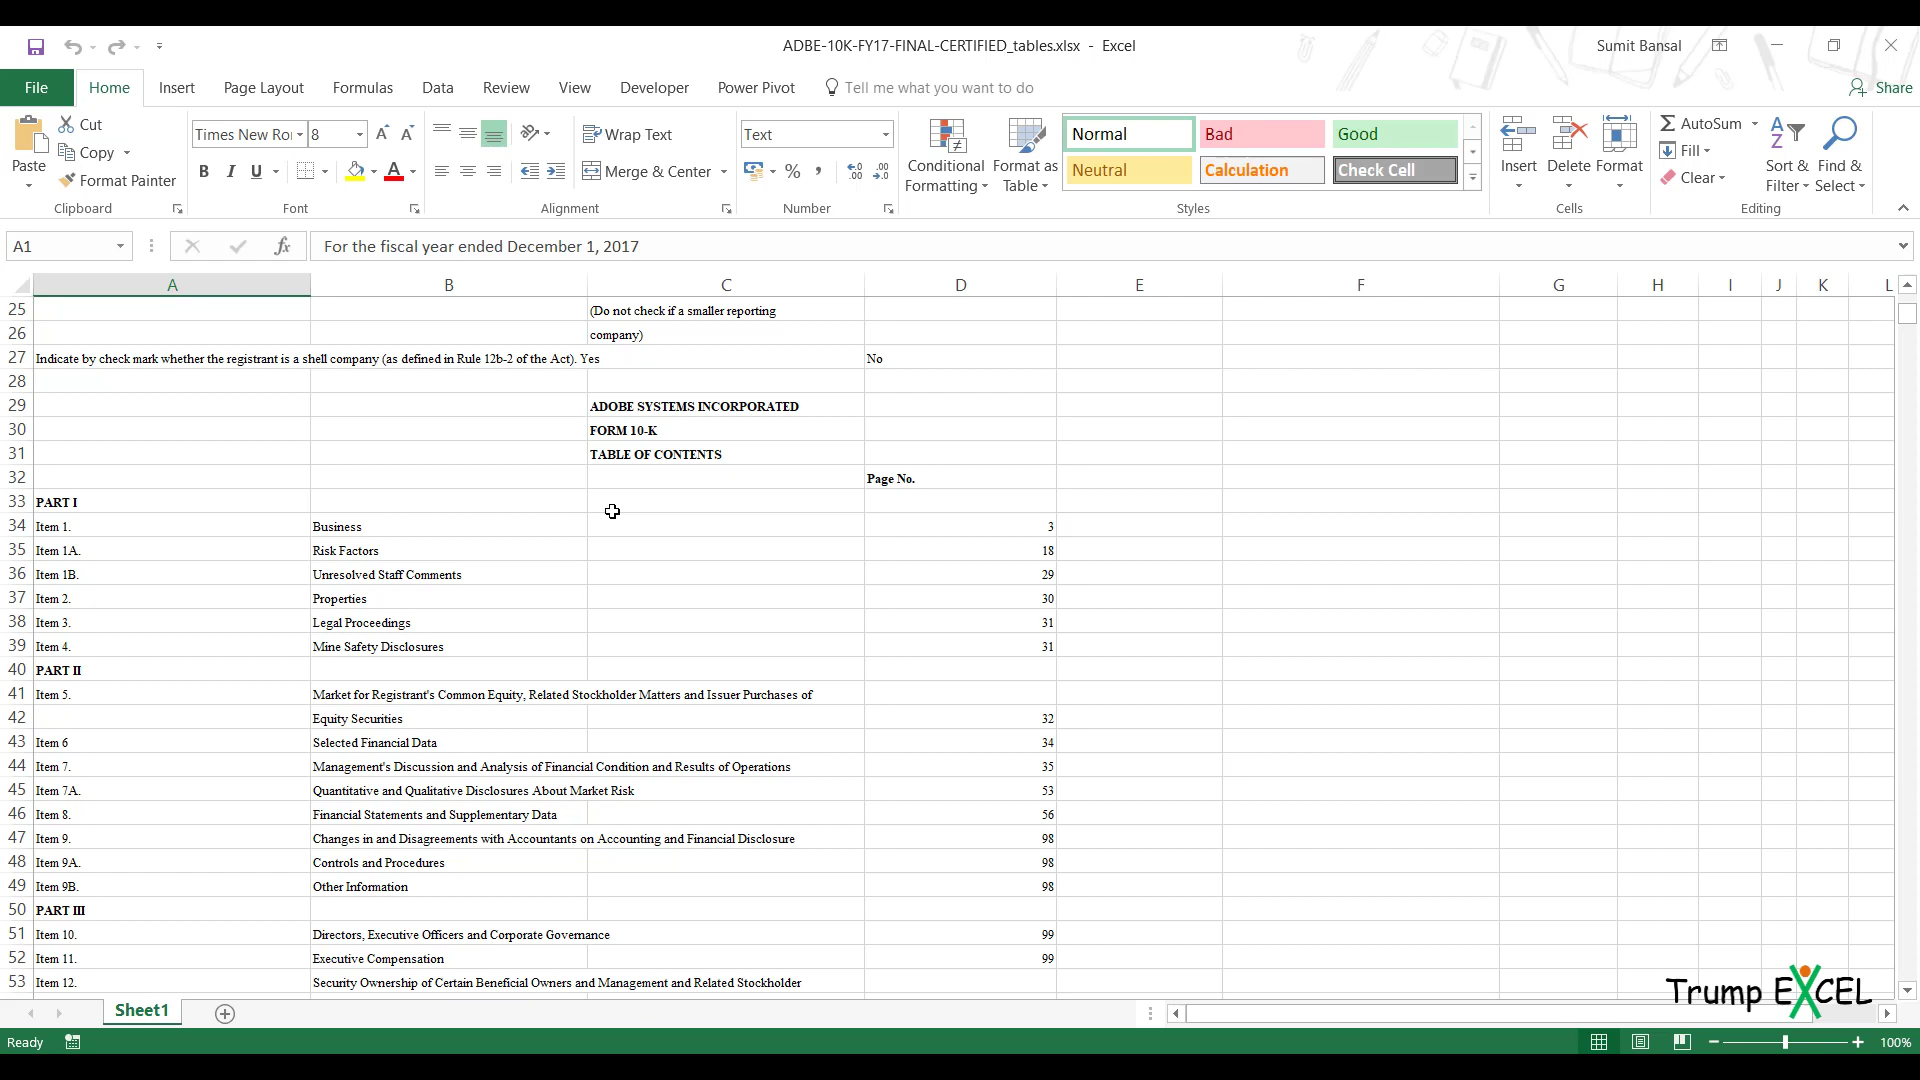 ADBE-10K-FY17-FINAL-CERTIFIED_tables.xlsx - Excel
Sumit Bansal
File Home Insert Page Layout Formulas Data Review View Developer Power Pivot Tell me what you want to do Share
Paste
Cut
Copy
Format Painter
Clipboard
Times New Ro 8
B I U
Font
Wrap Text
Merge & Center
Alignment
Text
Number
Conditional Formatting
Format as Table
Normal Bad Good
Neutral Calculation Check Cell
Styles
Insert Delete Format
Cells
AutoSum
Fill
Clear
Sort & Filter
Find & Select
Editing
A1 fx For the fiscal year ended December 1, 2017
A B C D E F G H I J K L
25 (Do not check if a smaller reporting
26 company)
27 Indicate by check mark whether the registrant is a shell company (as defined in Rule 12b-2 of the Act). Yes No
28
29 ADOBE SYSTEMS INCORPORATED
30 FORM 10-K
31 TABLE OF CONTENTS
32 Page No.
33 PART I
34 Item 1. Business 3
35 Item 1A. Risk Factors 18
36 Item 1B. Unresolved Staff Comments 29
37 Item 2. Properties 30
38 Item 3. Legal Proceedings 31
39 Item 4. Mine Safety Disclosures 31
40 PART II
41 Item 5. Market for Registrant's Common Equity, Related Stockholder Matters and Issuer Purchases of
42 Equity Securities 32
43 Item 6 Selected Financial Data 34
44 Item 7. Management's Discussion and Analysis of Financial Condition and Results of Operations 35
45 Item 7A. Quantitative and Qualitative Disclosures About Market Risk 53
46 Item 8. Financial Statements and Supplementary Data 56
47 Item 9. Changes in and Disagreements with Accountants on Accounting and Financial Disclosure 98
48 Item 9A. Controls and Procedures 98
49 Item 9B. Other Information 98
50 PART III
51 Item 10. Directors, Executive Officers and Corporate Governance 99
52 Item 11. Executive Compensation 99
53 Item 12. Security Ownership of Certain Beneficial Owners and Management and Related Stockholder
Trump EXCEL
Sheet1
Ready 100%